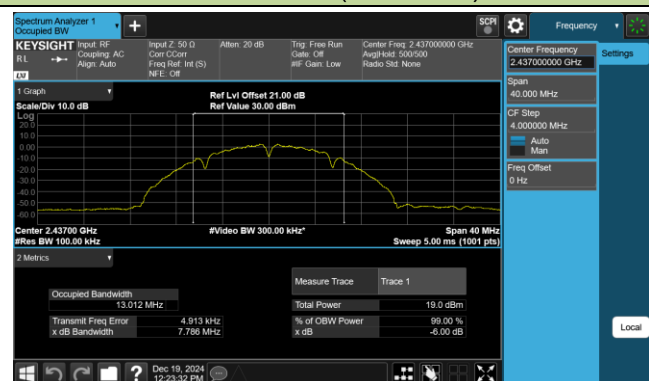 Spectrum Analyzer 1
Occupied BW
+
SCPI
Frequency
KEYSIGHT
RL
Input: RF
Coupling: AC
Align: Auto
Input Z: 50 Ω
Corr CCorr
Freq Ref: Int (S)
NFE: Off
Atten: 20 dB
Trig: Free Run
Gate: Off
#IF Gain: Low
Center Freq: 2.437000000 GHz
Avg|Hold: 500/500
Radio Std: None
Center Frequency
2.437000000 GHz
Settings
Span
40.000 MHz
CF Step
4.000000 MHz
Auto
Man
Freq Offset
0 Hz
Local
1 Graph
Scale/Div 10.0 dB
Ref Lvl Offset 21.00 dB
Ref Value 30.00 dBm
Log
20.0
10.0
0.00
-10.0
-20.0
-30.0
-40.0
-50.0
-60.0
Center 2.43700 GHz
#Res BW 100.00 kHz
#Video BW 300.00 kHz*
Span 40 MHz
Sweep 5.00 ms (1001 pts)
2 Metrics
Measure Trace Trace 1
Occupied Bandwidth
13.012 MHz
Total Power 19.0 dBm
Transmit Freq Error 4.913 kHz
% of OBW Power 99.00 %
x dB Bandwidth 7.786 MHz
x dB -6.00 dB
?
Dec 19, 2024
12:23:32 PM